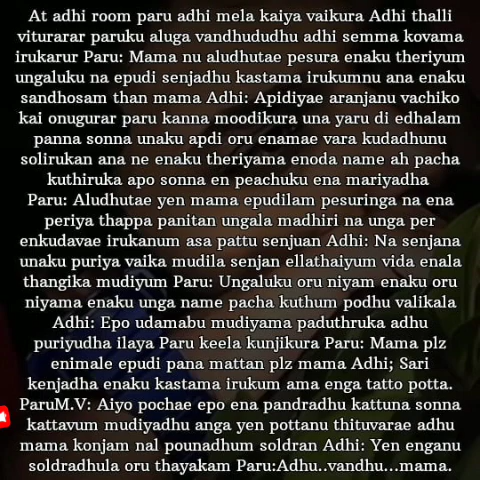 At adhi room paru adhi mela kaiya vaikura Adhi thalli
viturarar paruku aluga vandhududhu adhi semma kovama
irukarur Paru: Mama nu aludhutae pesura enaku theriyum
ungaluku na epudi senjadhu kastama irukumnu ana enaku
sandhosam than mama Adhi: Apidiyae aranjanu vachiko
kai onugurar paru kanna moodikura una yaru di edhalam
panna sonna unaku apdi oru enamae vara kudadhunu
solirukan ana ne enaku theriyama enoda name ah pacha
kuthiruka apo sonna en peachuku ena mariyadha
Paru: Aludhutae yen mama epudilam pesuringa na ena
periya thappa panitan ungala madhiri na unga per
enkudavae irukanum asa pattu senjuan Adhi: Na senjana
unaku puriya vaika mudila senjan ellathaiyum vida enala
thangika mudiyum Paru: Ungaluku oru niyam enaku oru
niyama enaku unga name pacha kuthum podhu valikala
Adhi: Epo udamabu mudiyama paduthruka adhu
puriyudha ilaya Paru keela kunjikura Paru: Mama plz
enimale epudi pana mattan plz mama Adhi; Sari
kenjadha enaku kastama irukum ama enga tatto potta.
ParuM.V: Aiyo pochae epo ena pandradhu kattuna sonna
kattavum mudiyadhu anga yen pottanu thituvarae adhu
mama konjam nal pounadhum soldran Adhi: Yen enganu
soldradhula oru thayakam Paru:Adhu..vandhu...mama.